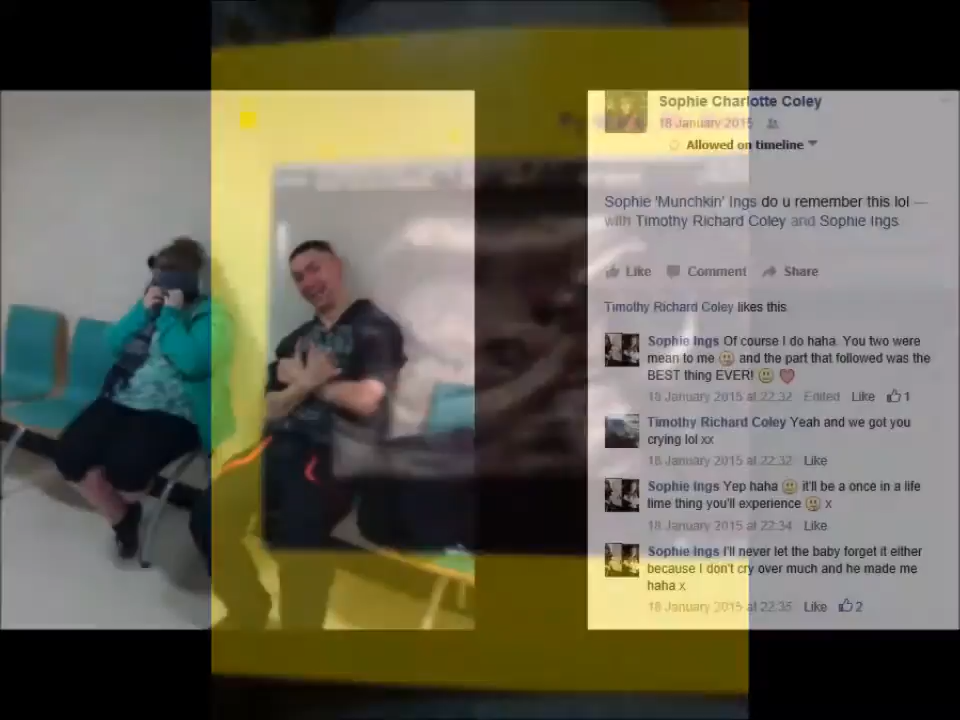 Sophie Charlotte Coley
18 January 2015
Allowed on timeline
Sophie 'Munchkin' Ings do u remember this lol —
with Timothy Richard Coley and Sophie Ings
Like Comment Share
Timothy Richard Coley likes this
Sophie Ings Of course I do haha. You two were
mean to me and the part that followed was the
BEST thing EVER!
18 January 2015 at 22:32 Edited Like 1
Timothy Richard Coley Yeah and we got you
crying lol xx
18 January 2015 at 22:32 Like
Sophie Ings Yep haha it'll be a once in a life
lime thing you'll experience x
18 January 2015 at 22:34 Like
Sophie Ings I'll never let the baby forget it either
because I don't cry over much and he made me
haha x
18 January 2015 at 22:35 Like 2